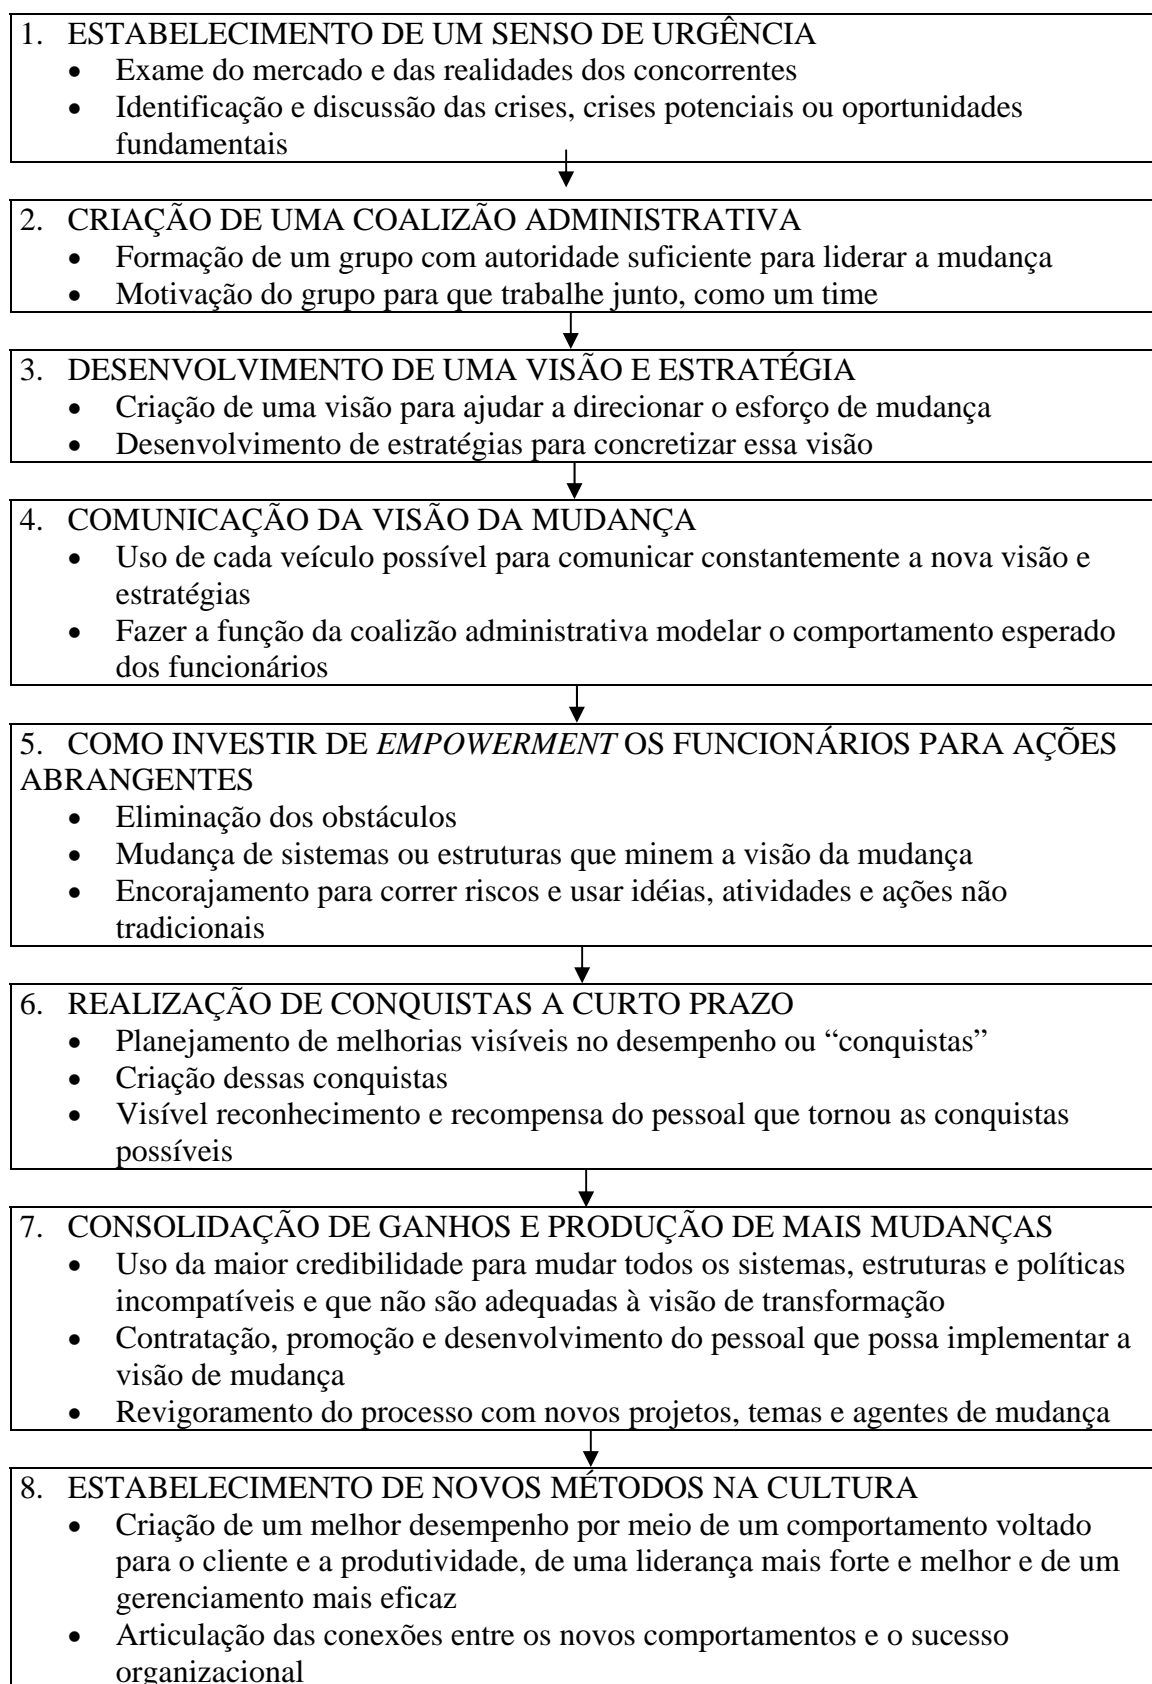 1. ESTABELECIMENTO DE UM SENSO DE URGÊNCIA
• Exame do mercado e das realidades dos concorrentes
• Identificação e discussão das crises, crises potenciais ou oportunidades
fundamentais
2. CRIAÇÃO DE UMA COALIZÃO ADMINISTRATIVA
• Formação de um grupo com autoridade suficiente para liderar a mudança
• Motivação do grupo para que trabalhe junto, como um time
3. DESENVOLVIMENTO DE UMA VISÃO E ESTRATÉGIA
• Criação de uma visão para ajudar a direcionar o esforço de mudança
• Desenvolvimento de estratégias para concretizar essa visão
4. COMUNICAÇÃO DA VISÃO DA MUDANÇA
• Uso de cada veículo possível para comunicar constantemente a nova visão e
estratégias
• Fazer a função da coalizão administrativa modelar o comportamento esperado
dos funcionários
5. COMO INVESTIR DE EMPOWERMENT OS FUNCIONÁRIOS PARA AÇÕES
ABRANGENTES
• Eliminação dos obstáculos
• Mudança de sistemas ou estruturas que minem a visão da mudança
• Encorajamento para correr riscos e usar idéias, atividades e ações não
tradicionais
6. REALIZAÇÃO DE CONQUISTAS A CURTO PRAZO
• Planejamento de melhorias visíveis no desempenho ou “conquistas”
• Criação dessas conquistas
• Visível reconhecimento e recompensa do pessoal que tornou as conquistas
possíveis
7. CONSOLIDAÇÃO DE GANHOS E PRODUÇÃO DE MAIS MUDANÇAS
• Uso da maior credibilidade para mudar todos os sistemas, estruturas e políticas
incompatíveis e que não são adequadas à visão de transformação
• Contratação, promoção e desenvolvimento do pessoal que possa implementar a
visão de mudança
• Revigoramento do processo com novos projetos, temas e agentes de mudança
8. ESTABELECIMENTO DE NOVOS MÉTODOS NA CULTURA
• Criação de um melhor desempenho por meio de um comportamento voltado
para o cliente e a produtividade, de uma liderança mais forte e melhor e de um
gerenciamento mais eficaz
• Articulação das conexões entre os novos comportamentos e o sucesso
organizacional